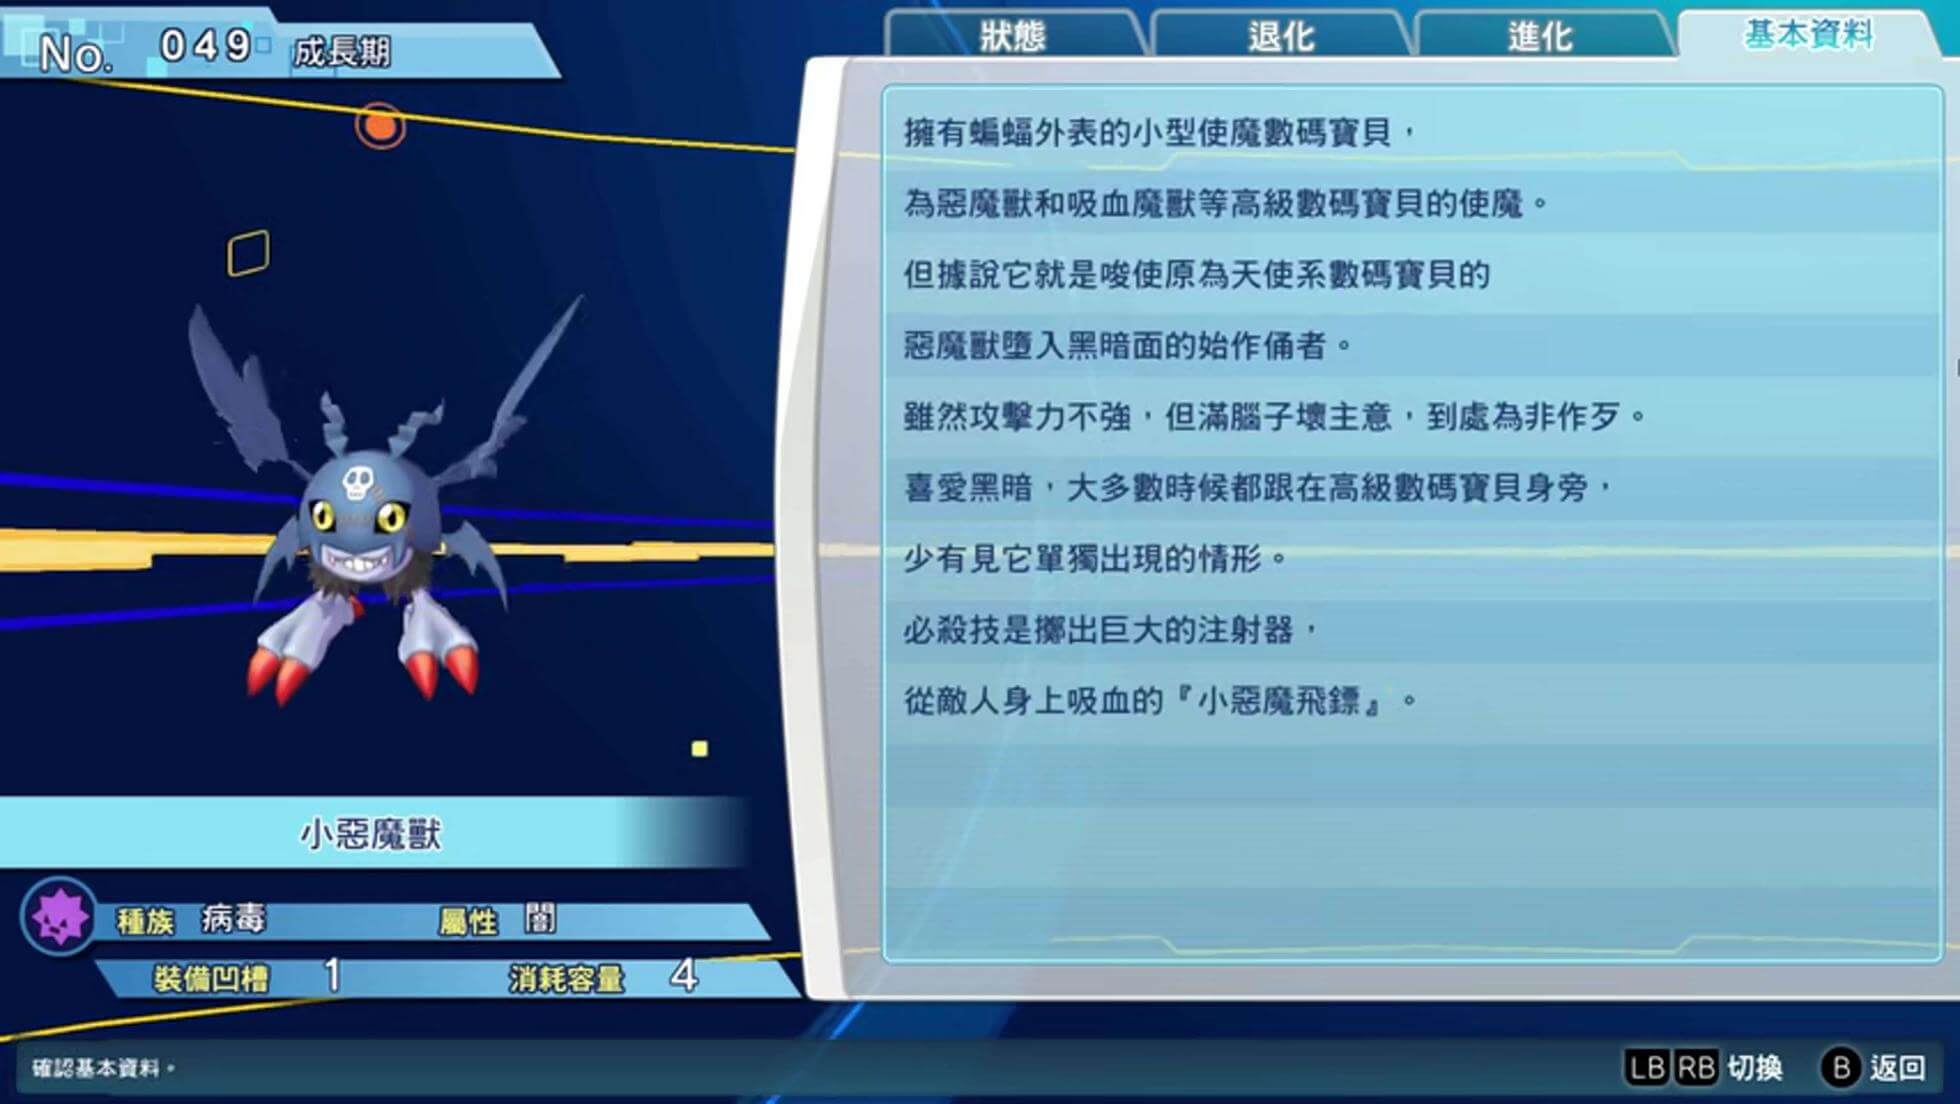 No. 049 成長期
狀態 退化 進化 基本資料
擁有蝙蝠外表的小型使魔數碼寶貝，
為惡魔獸和吸血魔獸等高級數碼寶貝的使魔。
但據說它就是唆使原為天使系數碼寶貝的
惡魔獸墮入黑暗面的始作俑者。
雖然攻擊力不強，但滿腦子壞主意，到處為非作歹。
喜愛黑暗，大多數時候都跟在高級數碼寶貝身旁，
少有見它單獨出現的情形。
必殺技是擲出巨大的注射器，
從敵人身上吸血的『小惡魔飛鏢』。
小惡魔獸
種族 病毒 屬性 闇
裝備凹槽 1 消耗容量 4
確認基本資料。
LB RB 切換 B 返回